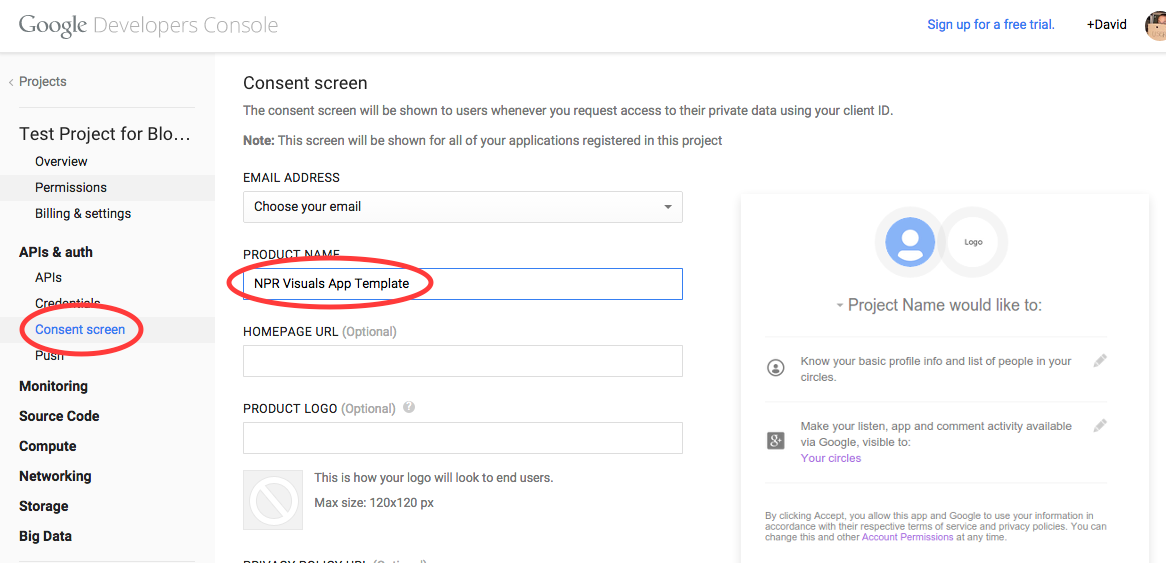 Google Developers Console
Sign up for a free trial.
+David
Projects
Test Project for Blo...
Overview
Permissions
Billing & settings
APIs & auth
APIs
Credentials
Consent screen
Push
Monitoring
Source Code
Compute
Networking
Storage
Big Data
Consent screen
The consent screen will be shown to users whenever you request access to their private data using your client ID.
Note: This screen will be shown for all of your applications registered in this project
EMAIL ADDRESS
Choose your email
PRODUCT NAME
NPR Visuals App Template
HOMEPAGE URL (Optional)
PRODUCT LOGO (Optional) ?
This is how your logo will look to end users.
Max size: 120x120 px
PRIVACY POLICY URL (Optional)
Logo
Project Name would like to:
Know your basic profile info and list of people in your
circles.
8+
Make your listen, app and comment activity available
via Google, visible to:
Your circles
By clicking Accept, you allow this app and Google to use your information in
accordance with their respective terms of service and privacy policies. You can
change this and other Account Permissions at any time.